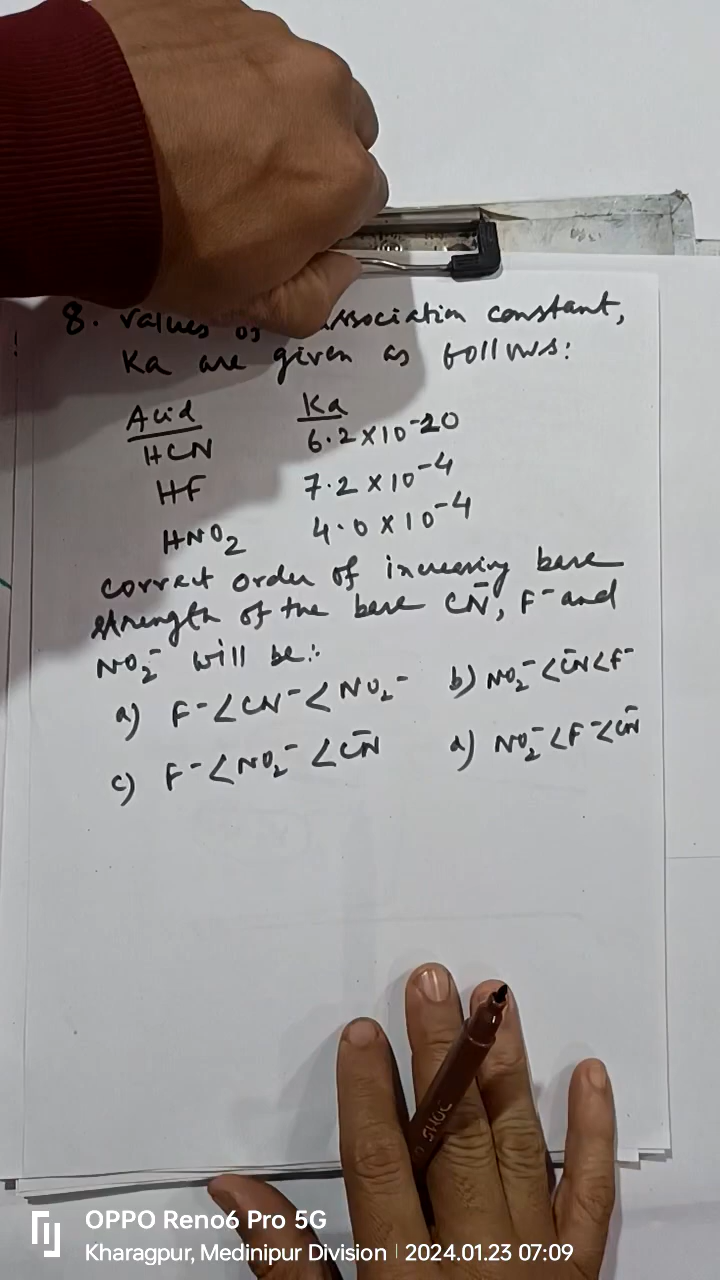 8. Values of ssociation constant,
Ka are given as follows:
Acid Ka
HCN 6.2×10⁻²⁰
HF 7.2×10⁻⁴
HNO₂ 4.0×10⁻⁴
correct order of increasing base
strength of the base CN̄, F⁻ and
NO₂⁻ will be:
a) F⁻<CN⁻<NO₂⁻ b) NO₂⁻<CN̄<F⁻
c) F⁻<NO₂⁻<CN̄ d) NO₂⁻<F⁻<CN̄
SHUC
OPPO Reno6 Pro 5G
Kharagpur, Medinipur Division | 2024.01.23 07:09